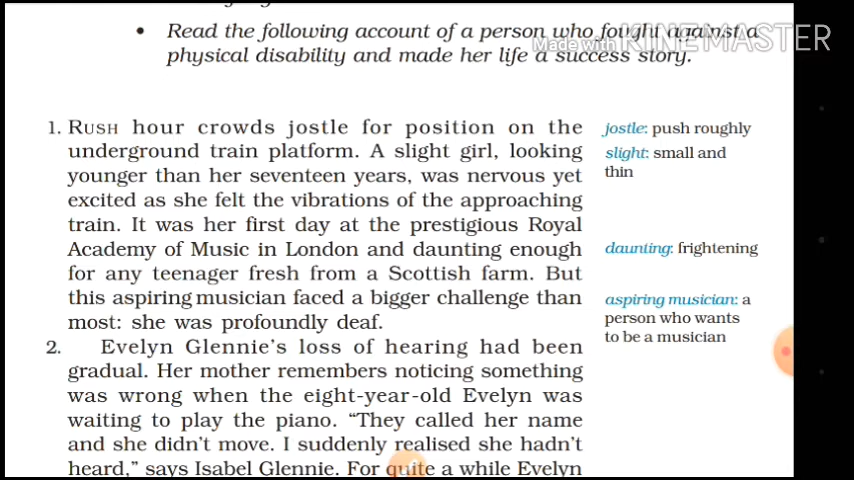 • Read the following account of a person who fought against a
Made with KINEMASTER
physical disability and made her life a success story.
1. RUSH hour crowds jostle for position on the
underground train platform. A slight girl, looking
younger than her seventeen years, was nervous yet
excited as she felt the vibrations of the approaching
train. It was her first day at the prestigious Royal
Academy of Music in London and daunting enough
for any teenager fresh from a Scottish farm. But
this aspiring musician faced a bigger challenge than
most: she was profoundly deaf.
jostle: push roughly
slight: small and
thin
daunting: frightening
aspiring musician: a
person who wants
to be a musician
2. Evelyn Glennie's loss of hearing had been
gradual. Her mother remembers noticing something
was wrong when the eight-year-old Evelyn was
waiting to play the piano. “They called her name
and she didn't move. I suddenly realised she hadn't
heard,” says Isabel Glennie. For quite a while Evelyn